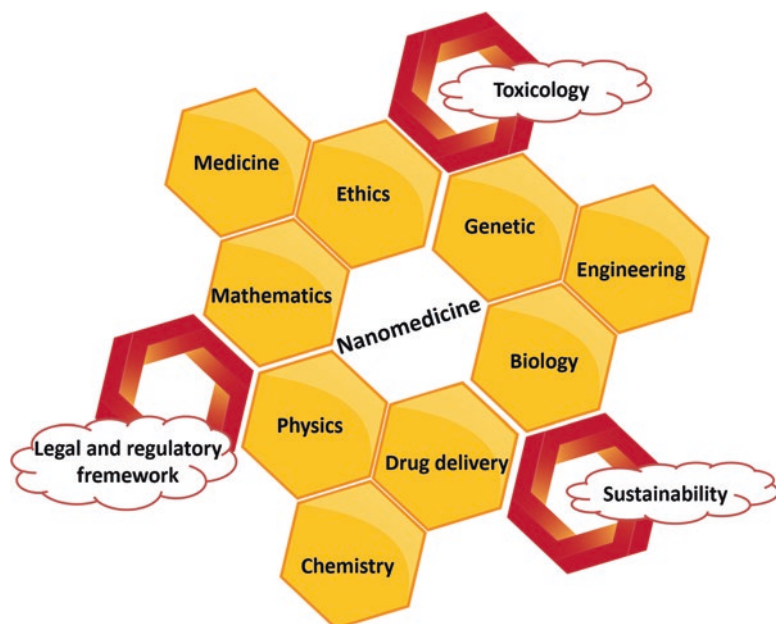 Toxicology
Medicine
Ethics
Genetic
Engineering
Mathematics
Nanomedicine
Biology
Physics
Legal and regulatory
fremework
Drug delivery
Sustainability
Chemistry